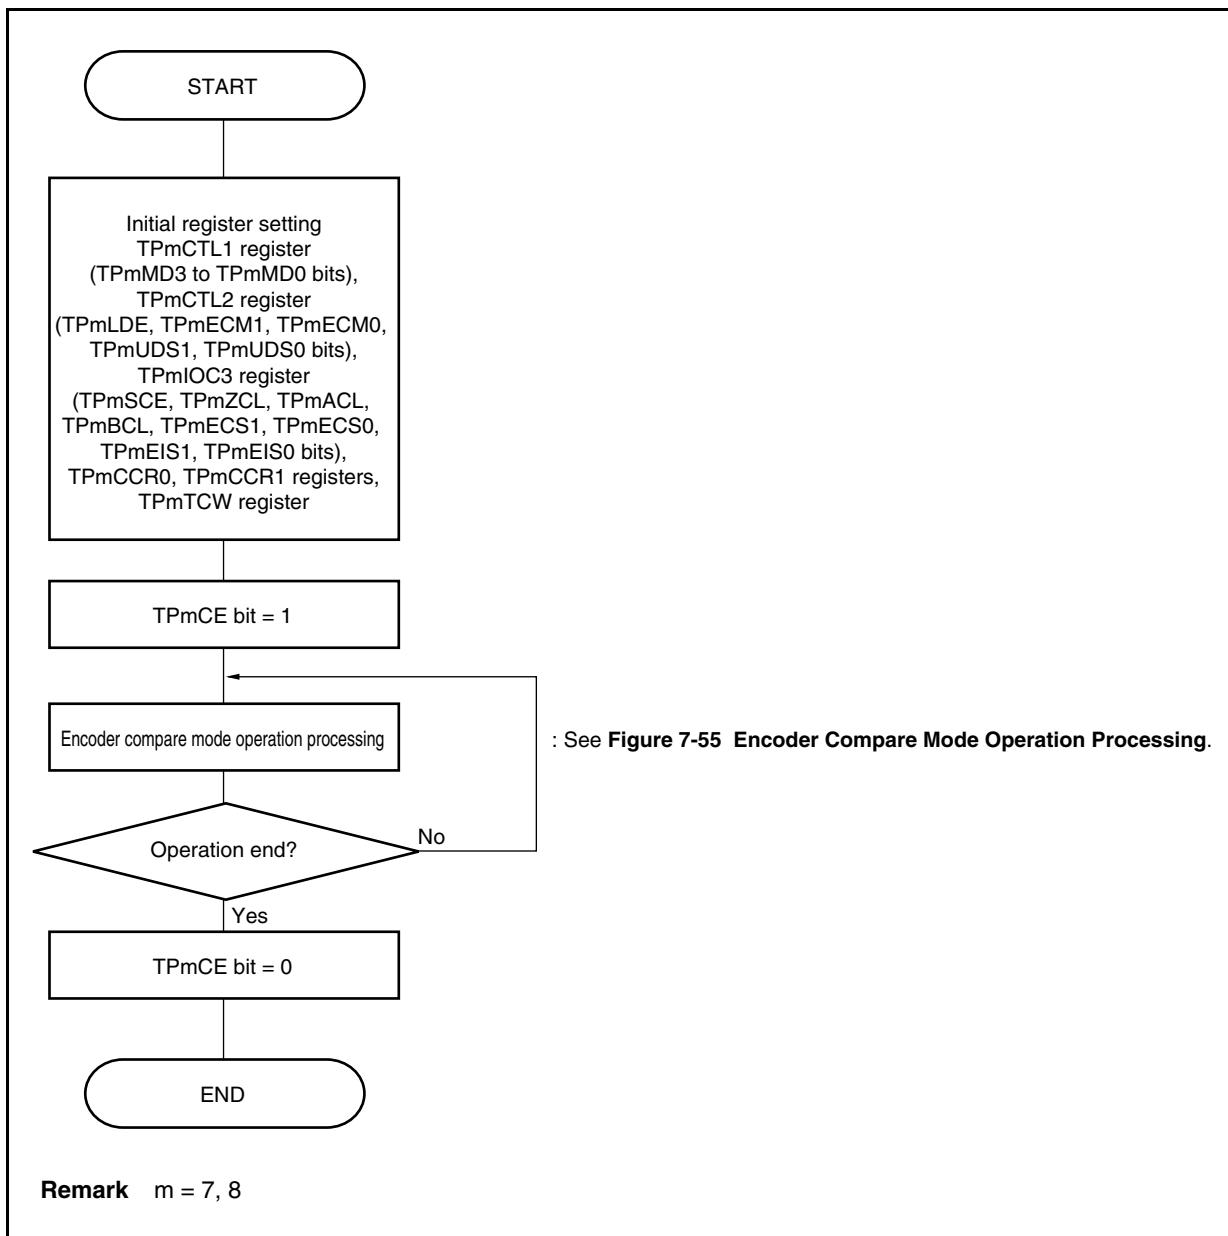 START
Initial register setting
TPmCTL1 register
(TPmMD3 to TPmMD0 bits),
TPmCTL2 register
(TPmLDE, TPmECM1, TPmECM0,
TPmUDS1, TPmUDS0 bits),
TPmIOC3 register
(TPmSCE, TPmZCL, TPmACL,
TPmBCL, TPmECS1, TPmECS0,
TPmEIS1, TPmEIS0 bits),
TPmCCR0, TPmCCR1 registers,
TPmTCW register
TPmCE bit = 1
Encoder compare mode operation processing
: See Figure 7-55 Encoder Compare Mode Operation Processing.
Operation end?
No
Yes
TPmCE bit = 0
END
Remark m = 7, 8